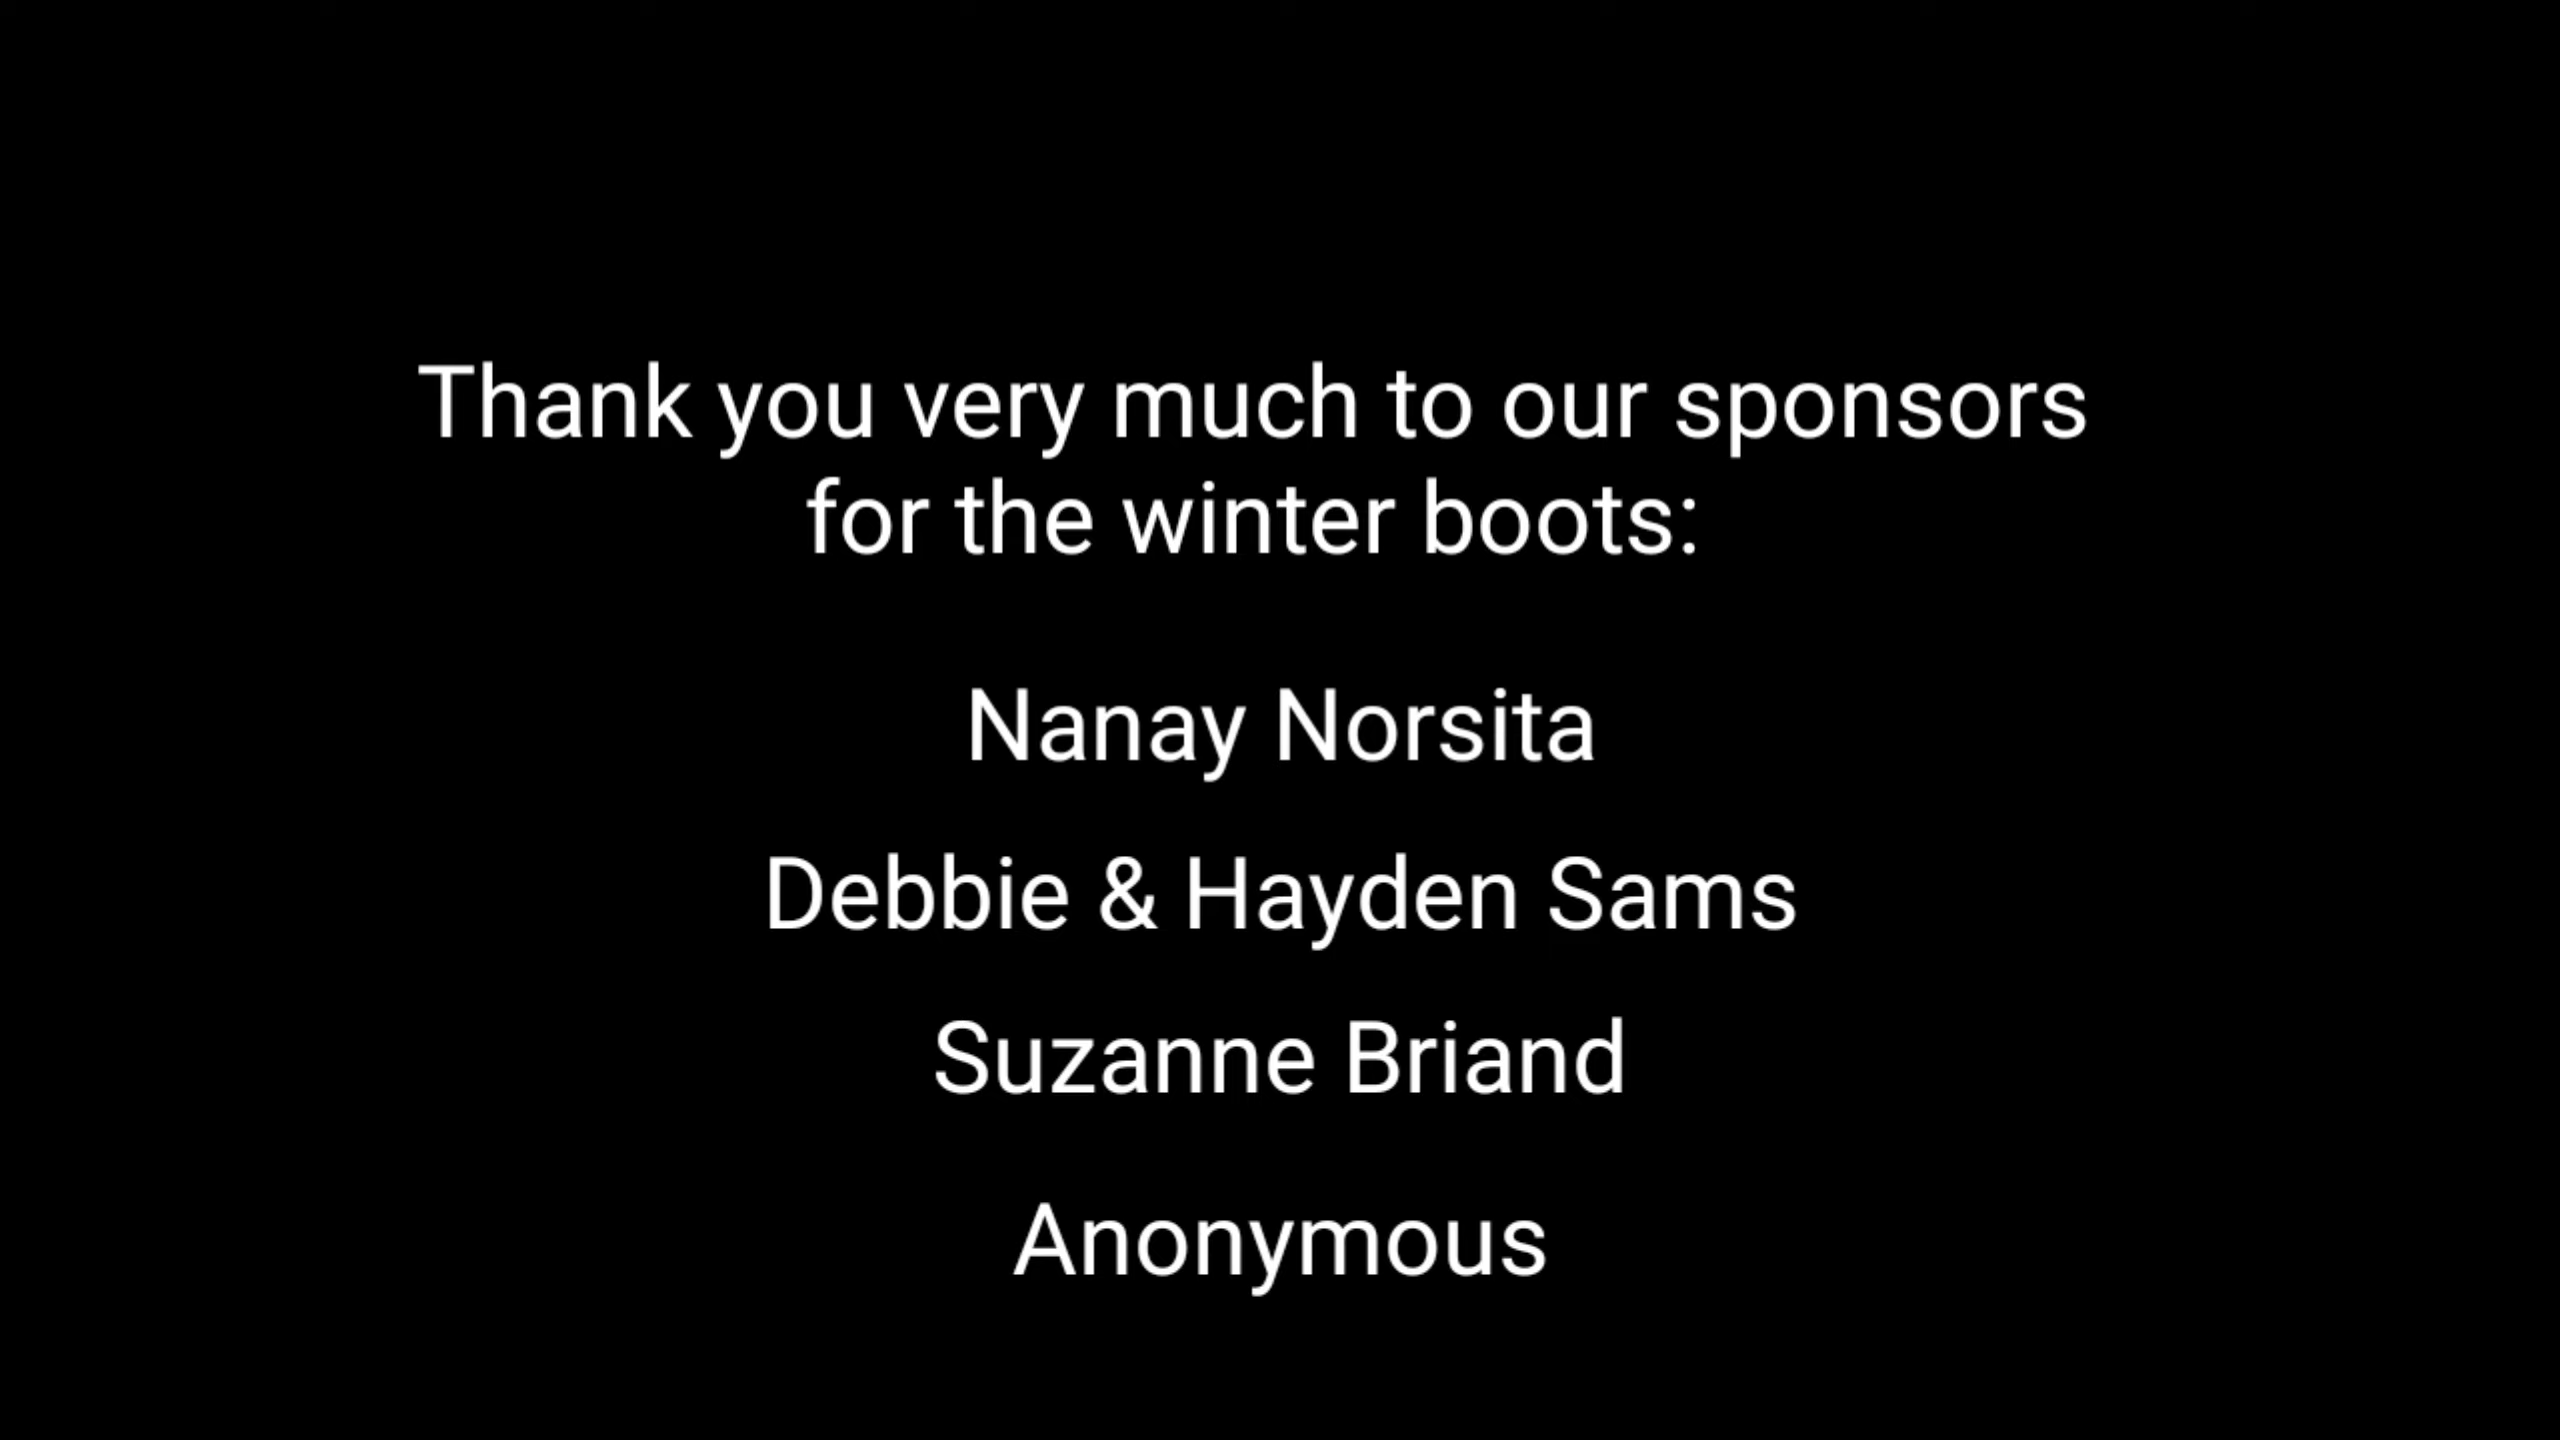 Thank you very much to our sponsors
for the winter boots:
Nanay Norsita
Debbie & Hayden Sams
Suzanne Briand
Anonymous